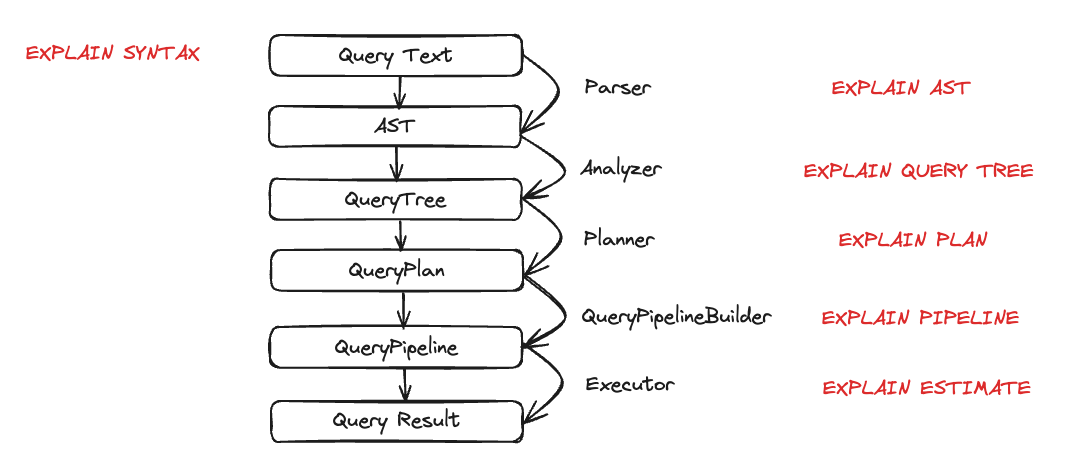 EXPLAIN SYNTAX
Query Text
Parser
EXPLAIN AST
AST
Analyzer
EXPLAIN QUERY TREE
QueryTree
Planner
EXPLAIN PLAN
QueryPlan
QueryPipelineBuilder
EXPLAIN PIPELINE
QueryPipeline
Executor
EXPLAIN ESTIMATE
Query Result